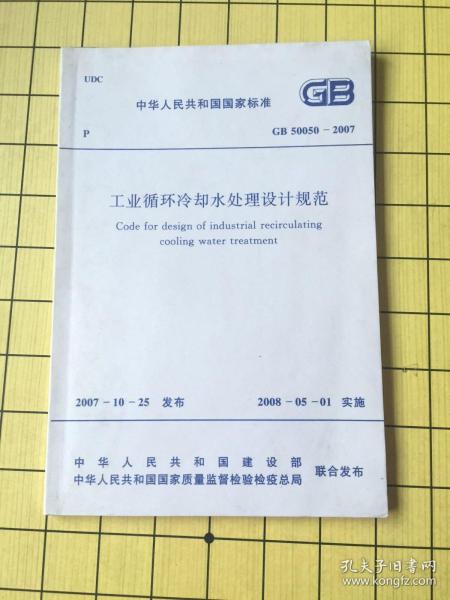 UDC
中华人民共和国国家标准
GB
P
GB 50050－2007
工业循环冷却水处理设计规范
Code for design of industrial recirculating
cooling water treatment
2007－10－25 发布
2008－05－01 实施
中华人民共和国建设部
中华人民共和国国家质量监督检验检疫总局
联合发布
孔夫子旧书网
www.kongfz.com